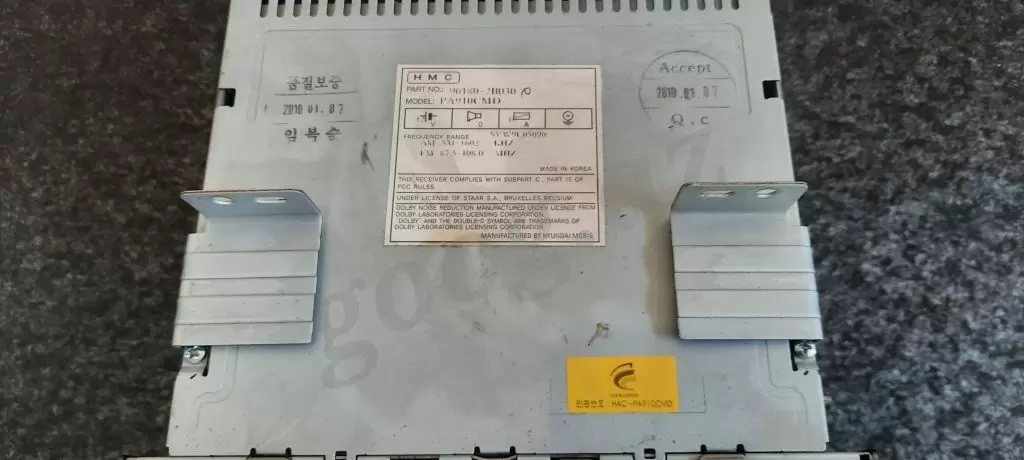 품질보증
2010 01. 07
임복순
HMC
PART NO.: 96180-2B030
MODEL: PA910CMD
V
Ω
A
FREQUENCY RANGE
AM 531-1602 KHZ
FM 87.5-108.0 MHZ
MADE IN KOREA
THIS RECEIVER COMPLIES WITH SUBPART C, PART 15 OF
FCC RULES.
UNDER LICENSE OF STAAR S.A., BRUXELLES BELGIUM
DOLBY NOISE REDUCTION MANUFACTURED UNDER LICENSE FROM
DOLBY LABORATORIES LICENSING CORPORATION.
"DOLBY" AND THE DOUBLE-D SYMBOL ARE TRADEMARKS OF
DOLBY LABORATORIES LICENSING CORPORATION.
MANUFACTURED BY HYUNDAI MOBIS
Accept
2010 .01. 07
Q.C
인증번호: HAC-PA910CMD